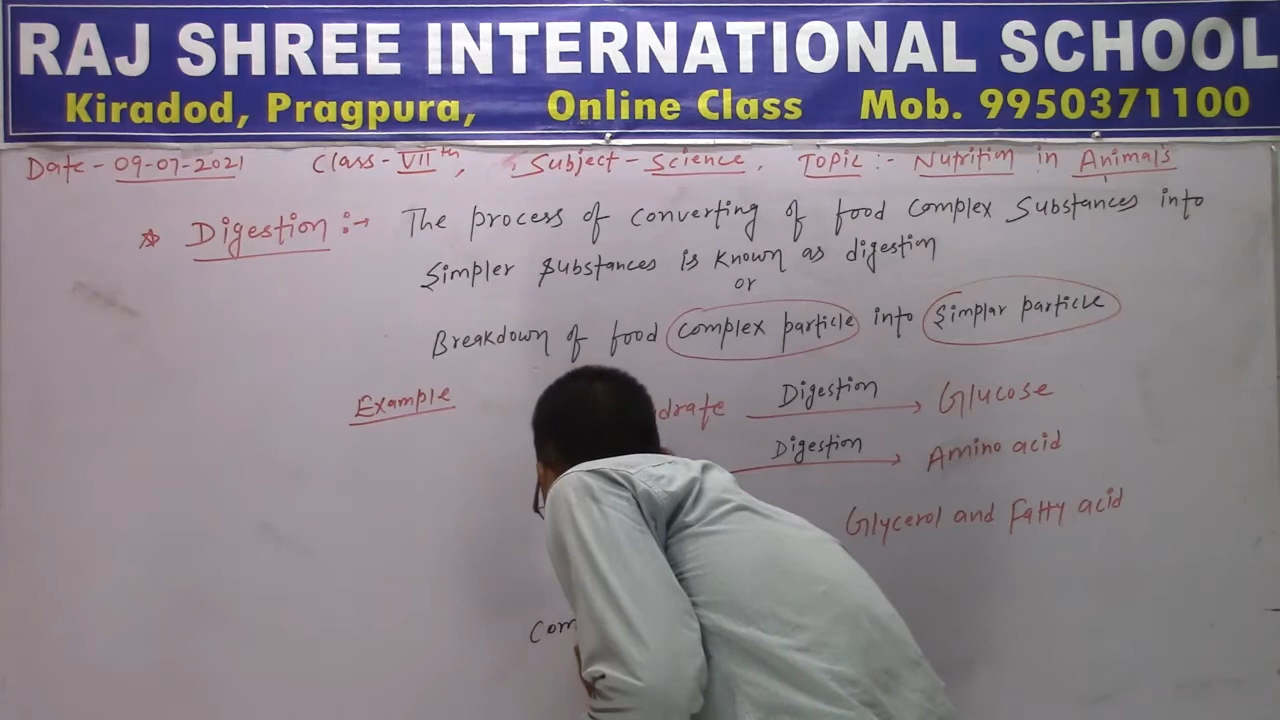 RAJ SHREE INTERNATIONAL SCHOOL
Kiradod, Pragpura, Online Class Mob. 9950371100
Date - 09-07-2021 Class - VIIth, Subject - Science, Topic :- Nutrition in Animals
Digestion :→ The process of converting of food complex substances into
Simpler substances is known as digestion
or
Breakdown of food complex particle into Simplar particle
Example drate Digestion → Glucose
Digestion → Amino acid
Glycerol and Fatty acid
Com